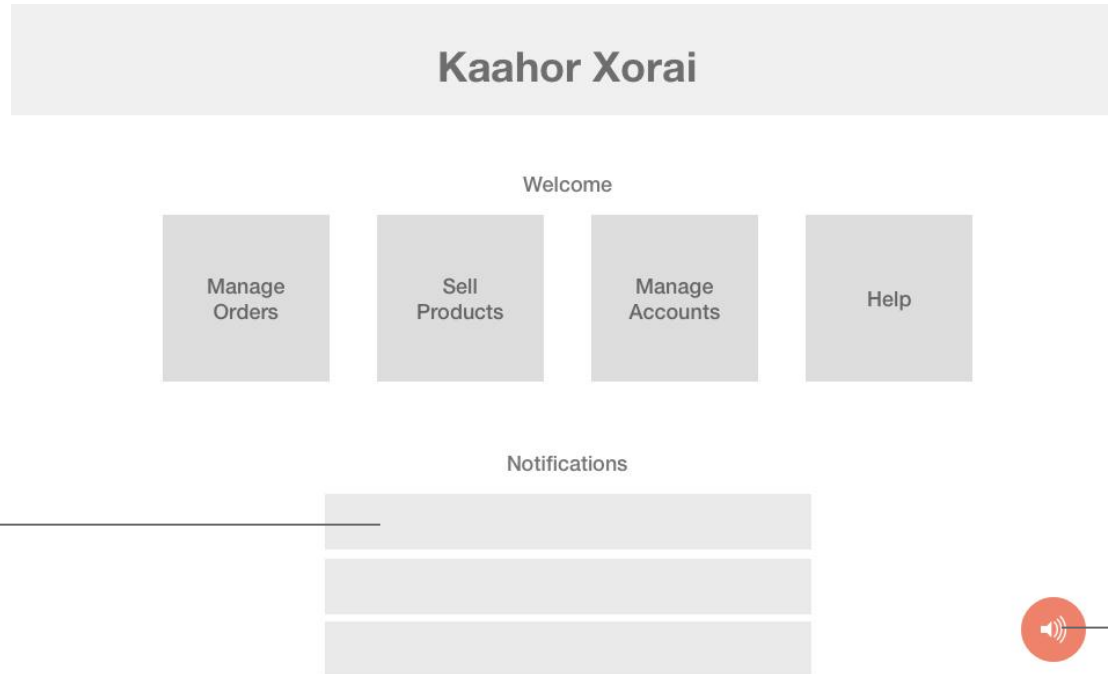 Kaahor Xorai
Welcome
Manage
Orders
Sell
Products
Manage
Accounts
Help
Notifications